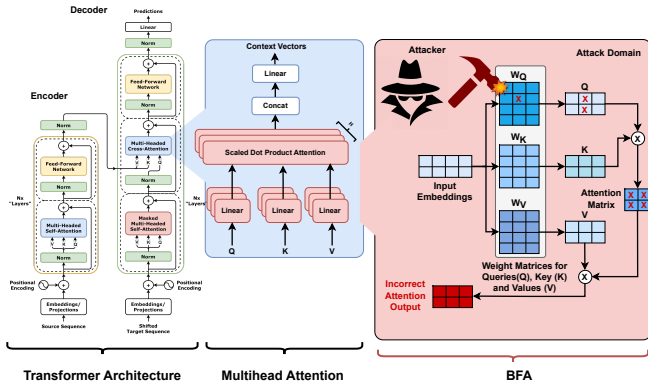 Decoder
Predictions
Linear
Norm
Feed-Forward
Network
Norm
Multi-Headed
Cross-Attention
V K Q
Norm
Masked
Multi-Headed
Self-Attention
V K Q
Norm
Nx
"Layers"
Positional
Encoding
Embeddings/
Projections
Shifted
Target Sequence
Encoder
Norm
Feed-Forward
Network
Norm
Multi-Headed
Self-Attention
V K Q
Norm
Nx
"Layers"
Positional
Encoding
Embeddings/
Projections
Source Sequence
Transformer Architecture
Context Vectors
Linear
Concat
H
Scaled Dot Product Attention
Linear Linear Linear
Q K V
Multihead Attention
Attacker
Attack Domain
WQ
X
Q
X
X X
X
WK
K
Input
Embeddings
Attention
Matrix
X X
X X
WV
V
Weight Matrices for
Queries(Q), Key (K)
and Values (V)
X
Incorrect
Attention
Output
BFA